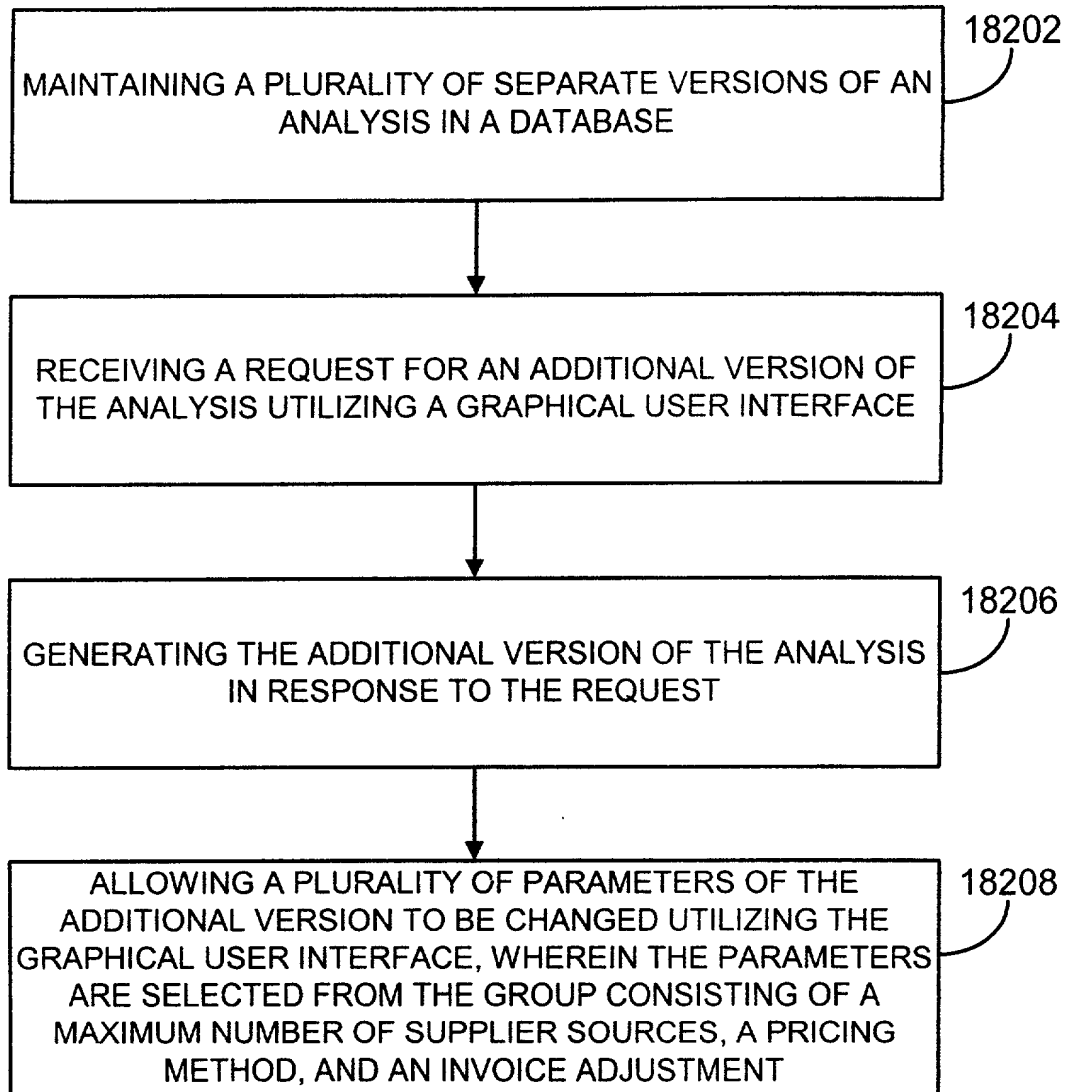 18202
MAINTAINING A PLURALITY OF SEPARATE VERSIONS OF AN
ANALYSIS IN A DATABASE
18204
RECEIVING A REQUEST FOR AN ADDITIONAL VERSION OF
THE ANALYSIS UTILIZING A GRAPHICAL USER INTERFACE
18206
GENERATING THE ADDITIONAL VERSION OF THE ANALYSIS
IN RESPONSE TO THE REQUEST
18208
ALLOWING A PLURALITY OF PARAMETERS OF THE
ADDITIONAL VERSION TO BE CHANGED UTILIZING THE
GRAPHICAL USER INTERFACE, WHEREIN THE PARAMETERS
ARE SELECTED FROM THE GROUP CONSISTING OF A
MAXIMUM NUMBER OF SUPPLIER SOURCES, A PRICING
METHOD, AND AN INVOICE ADJUSTMENT